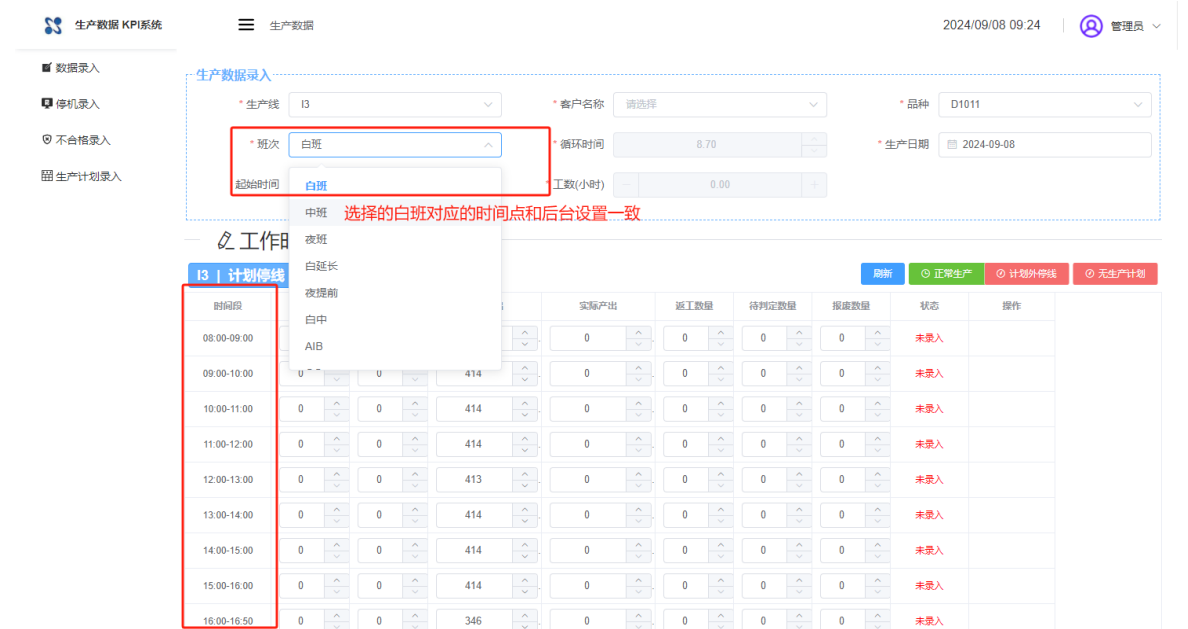 生产数据 KPI系统
生产数据
2024/09/08 09:24
管理员
数据录入
停机录入
不合格录入
生产计划录入
生产数据录入
* 生产线 I3
* 客户名称 请选择
* 品种 D1011
* 班次 白班
* 循环时间 8.70
* 生产日期 2024-09-08
起始时间
* 工数(小时) 0.00
白班
中班
夜班
白延长
夜提前
白中
AIB
选择的白班对应的时间点和后台设置一致
工作时
I3 | 计划停线
刷新 正常生产 计划外停线 无生产计划
时间段 实际产出 返工数量 待判定数量 报废数量 状态 操作
08:00-09:00 0 0 0 0 未录入
09:00-10:00 0 0 414 0 0 0 0 未录入
10:00-11:00 0 0 414 0 0 0 0 未录入
11:00-12:00 0 0 414 0 0 0 0 未录入
12:00-13:00 0 0 413 0 0 0 0 未录入
13:00-14:00 0 0 414 0 0 0 0 未录入
14:00-15:00 0 0 414 0 0 0 0 未录入
15:00-16:00 0 0 414 0 0 0 0 未录入
16:00-16:50 0 0 346 0 0 0 0 未录入